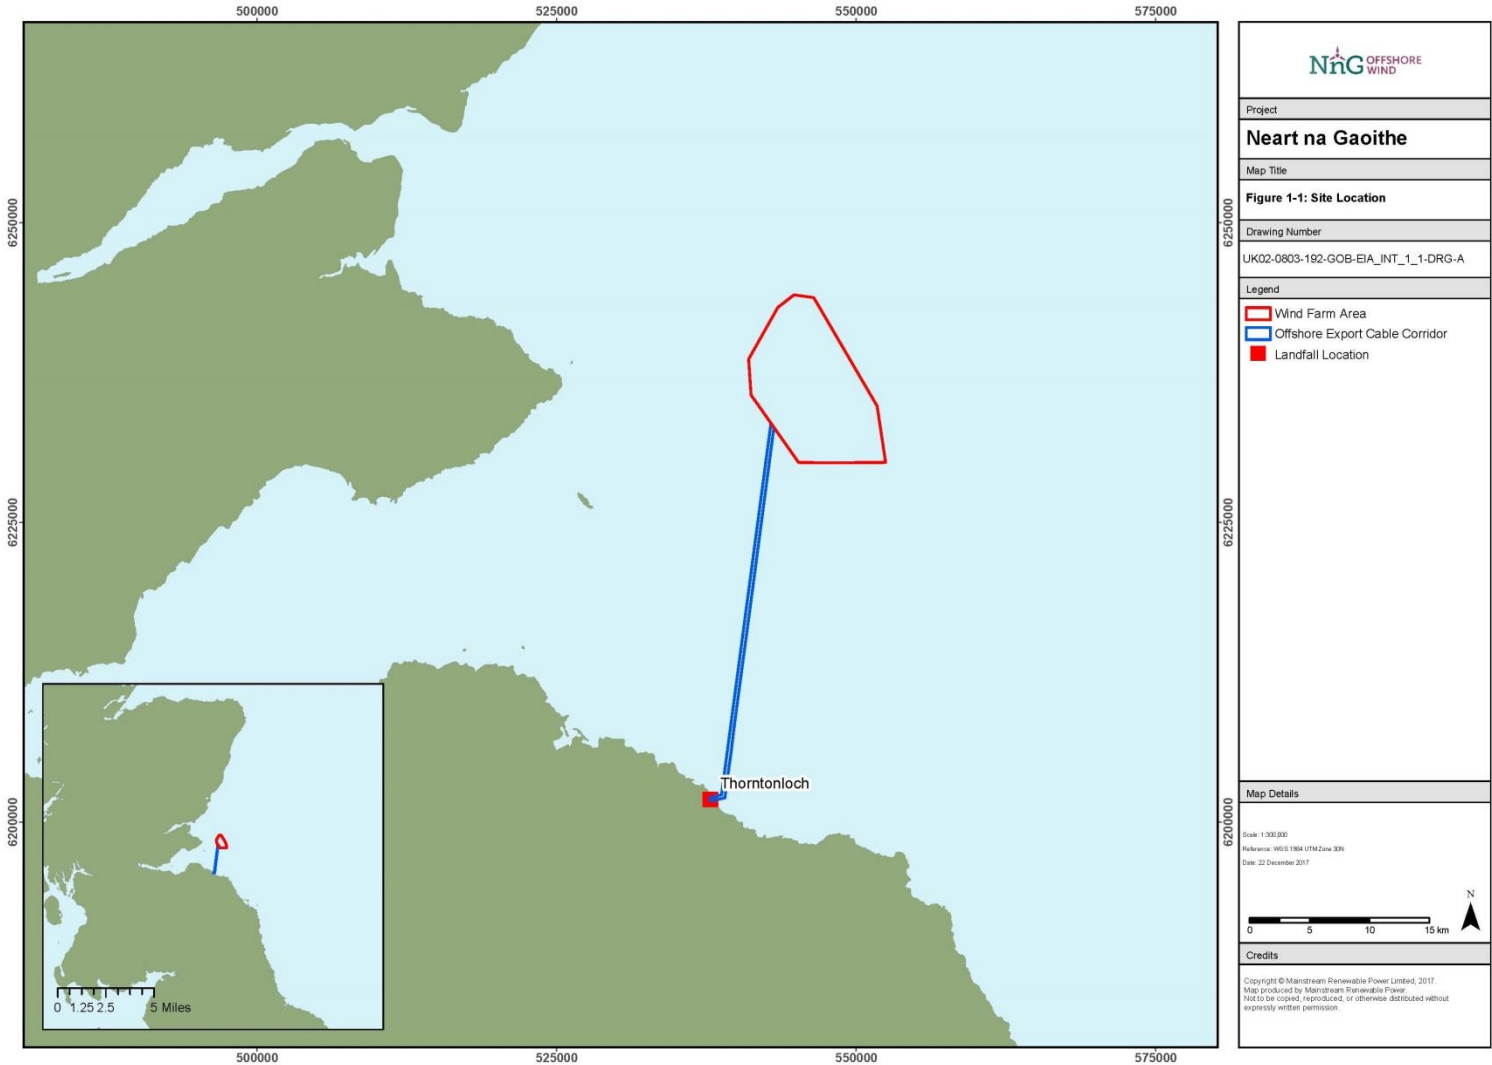 500000
525000
550000
575000
6250000
6225000
6200000
6250000
6225000
6200000
Thorntonloch
0 1.25 2.5 5 Miles
500000
525000
550000
575000
NnG OFFSHORE
WIND
Project
Neart na Gaoithe
Map Title
Figure 1-1: Site Location
Drawing Number
UK02-0803-192-GOB-EIA_INT_1_1-DRG-A
Legend
Wind Farm Area
Offshore Export Cable Corridor
Landfall Location
Map Details
Scale: 1:300,000
Reference: WGS 1984 UTM Zone 30N
Date: 22 December 2017
N
0 5 10 15 km
Credits
Copyright © Mainstream Renewable Power Limited, 2017.
Map produced by Mainstream Renewable Power.
Not to be copied, reproduced, or otherwise distributed without
expressly written permission.